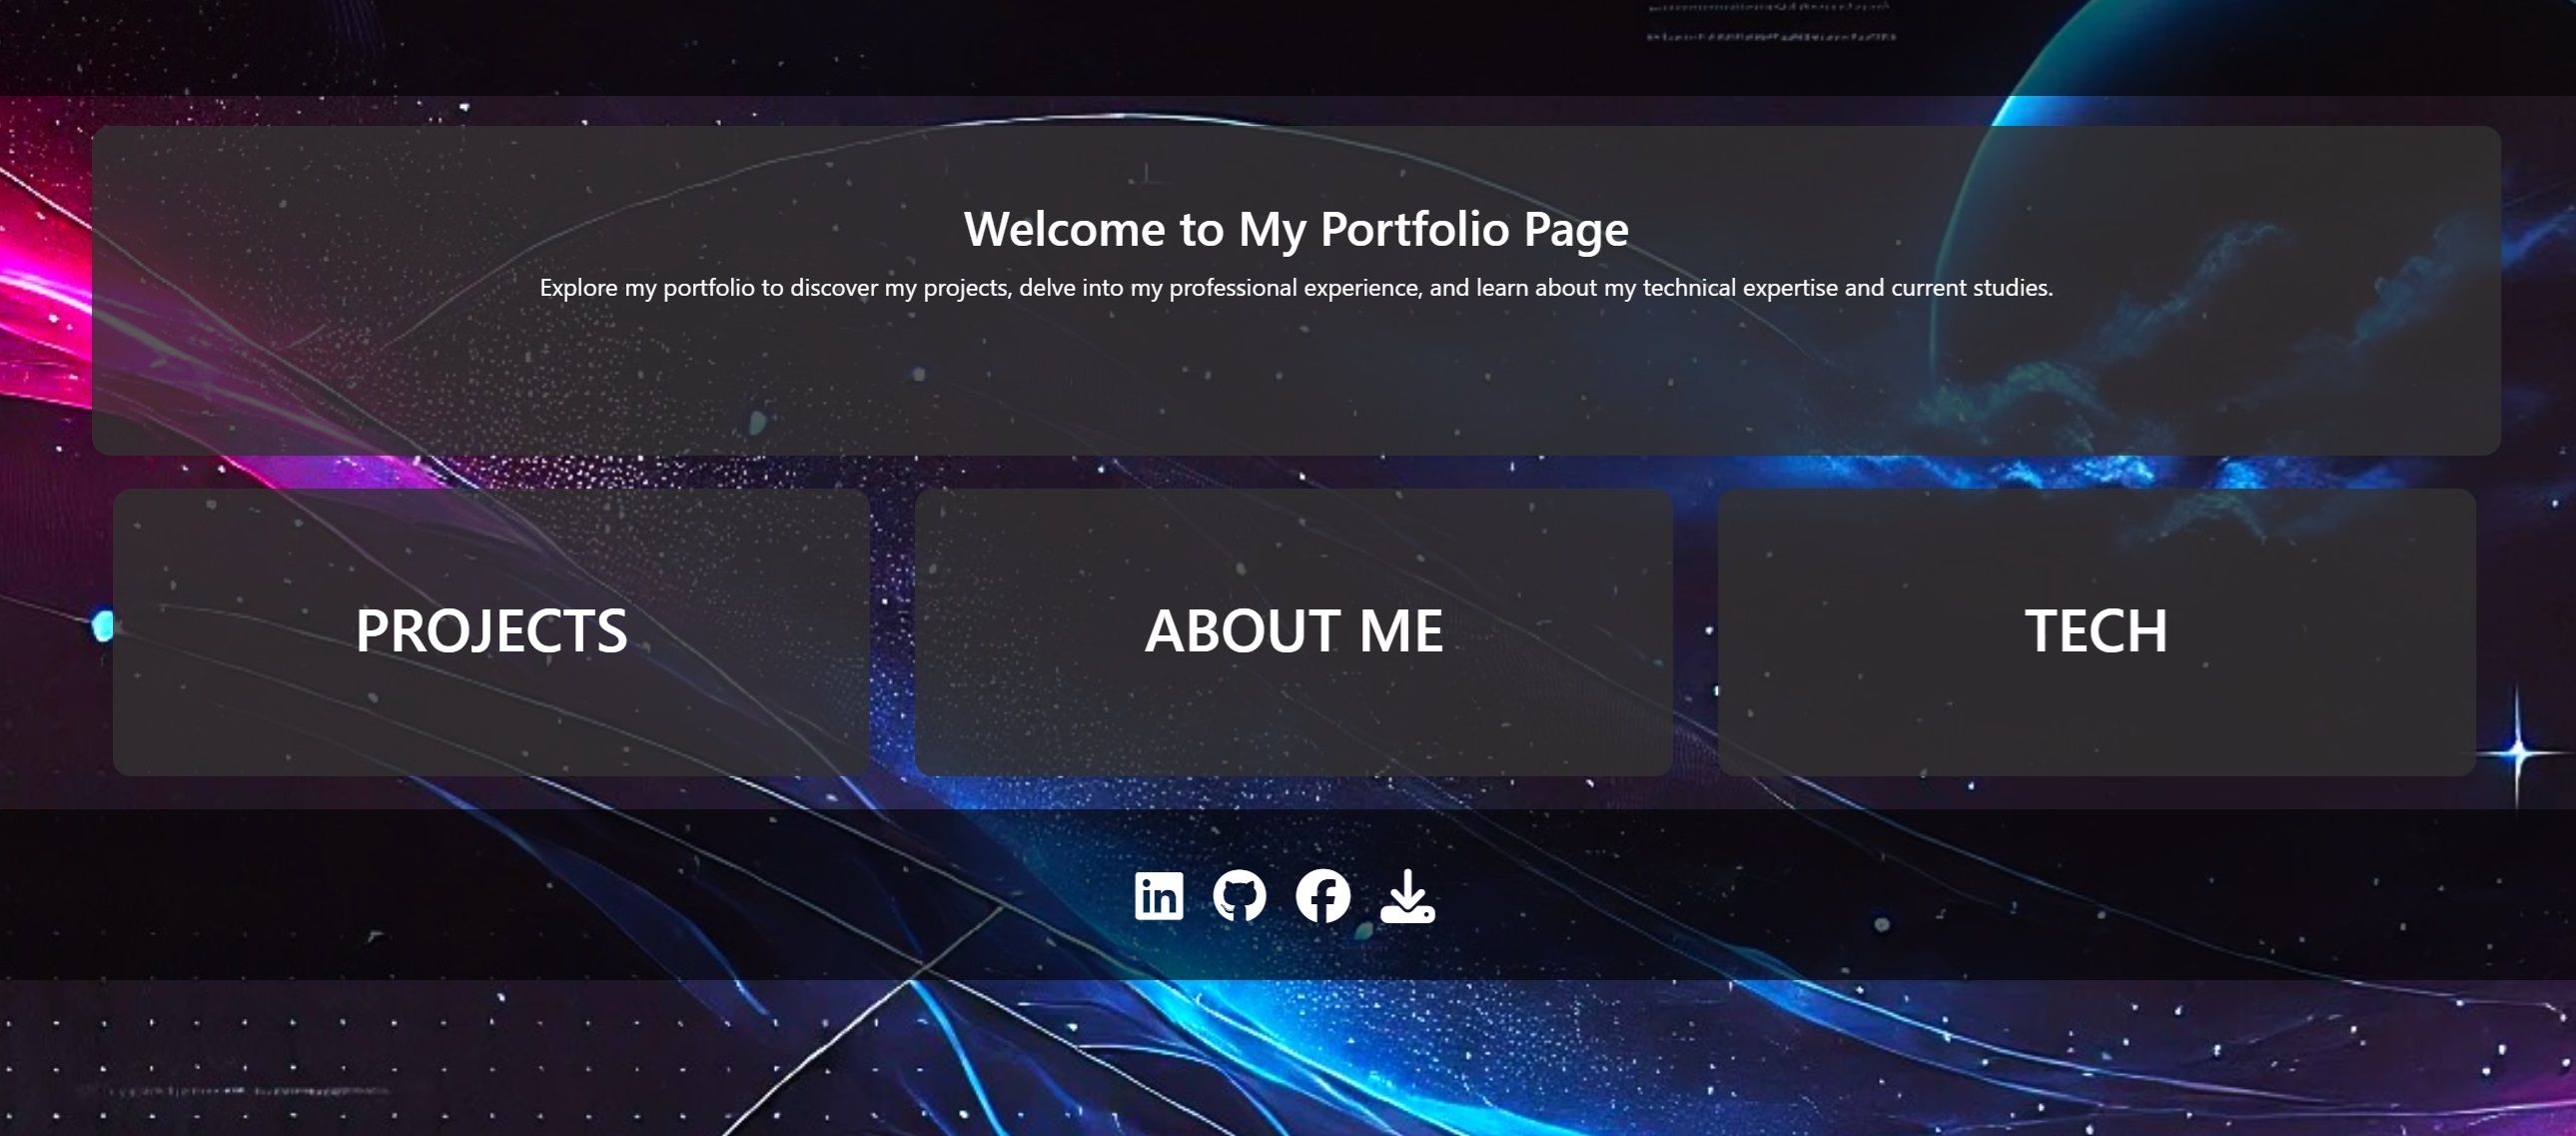 Welcome to My Portfolio Page
Explore my portfolio to discover my projects, delve into my professional experience, and learn about my technical expertise and current studies.
PROJECTS
ABOUT ME
TECH
in